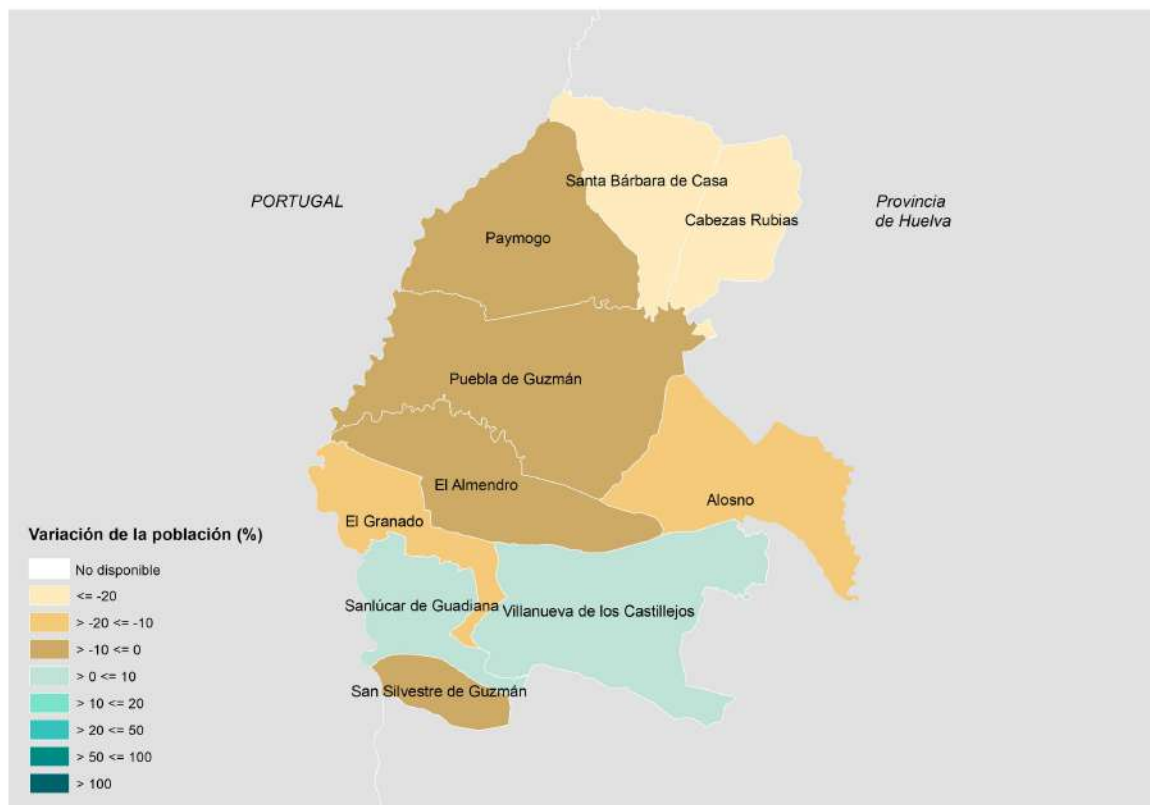 Santa Bárbara de Casa
PORTUGAL
Provincia
de Huelva
Cabezas Rubias
Paymogo
Puebla de Guzmán
El Almendro
Alosno
El Granado
Sanlúcar de Guadiana
Villanueva de los Castillejos
San Silvestre de Guzmán
Variación de la población (%)
No disponible
<= -20
> -20 <= -10
> -10 <= 0
> 0 <= 10
> 10 <= 20
> 20 <= 50
> 50 <= 100
> 100